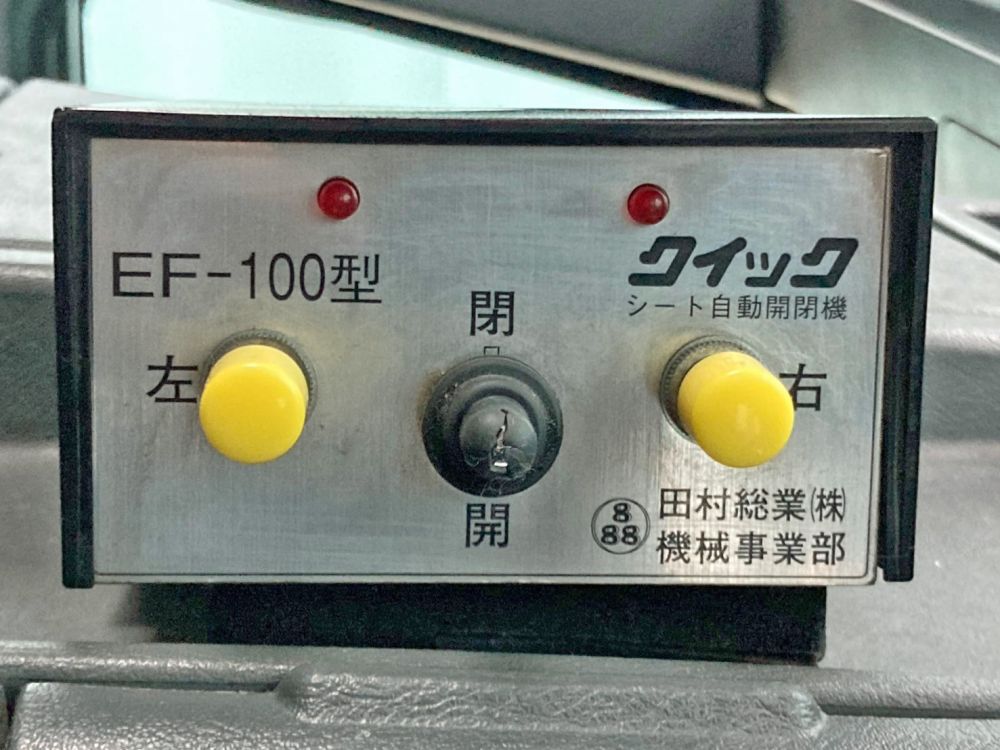 EF-100型
クイック
シート自動開閉機
閉
左
右
開
8
88
田村総業(株)
機械事業部